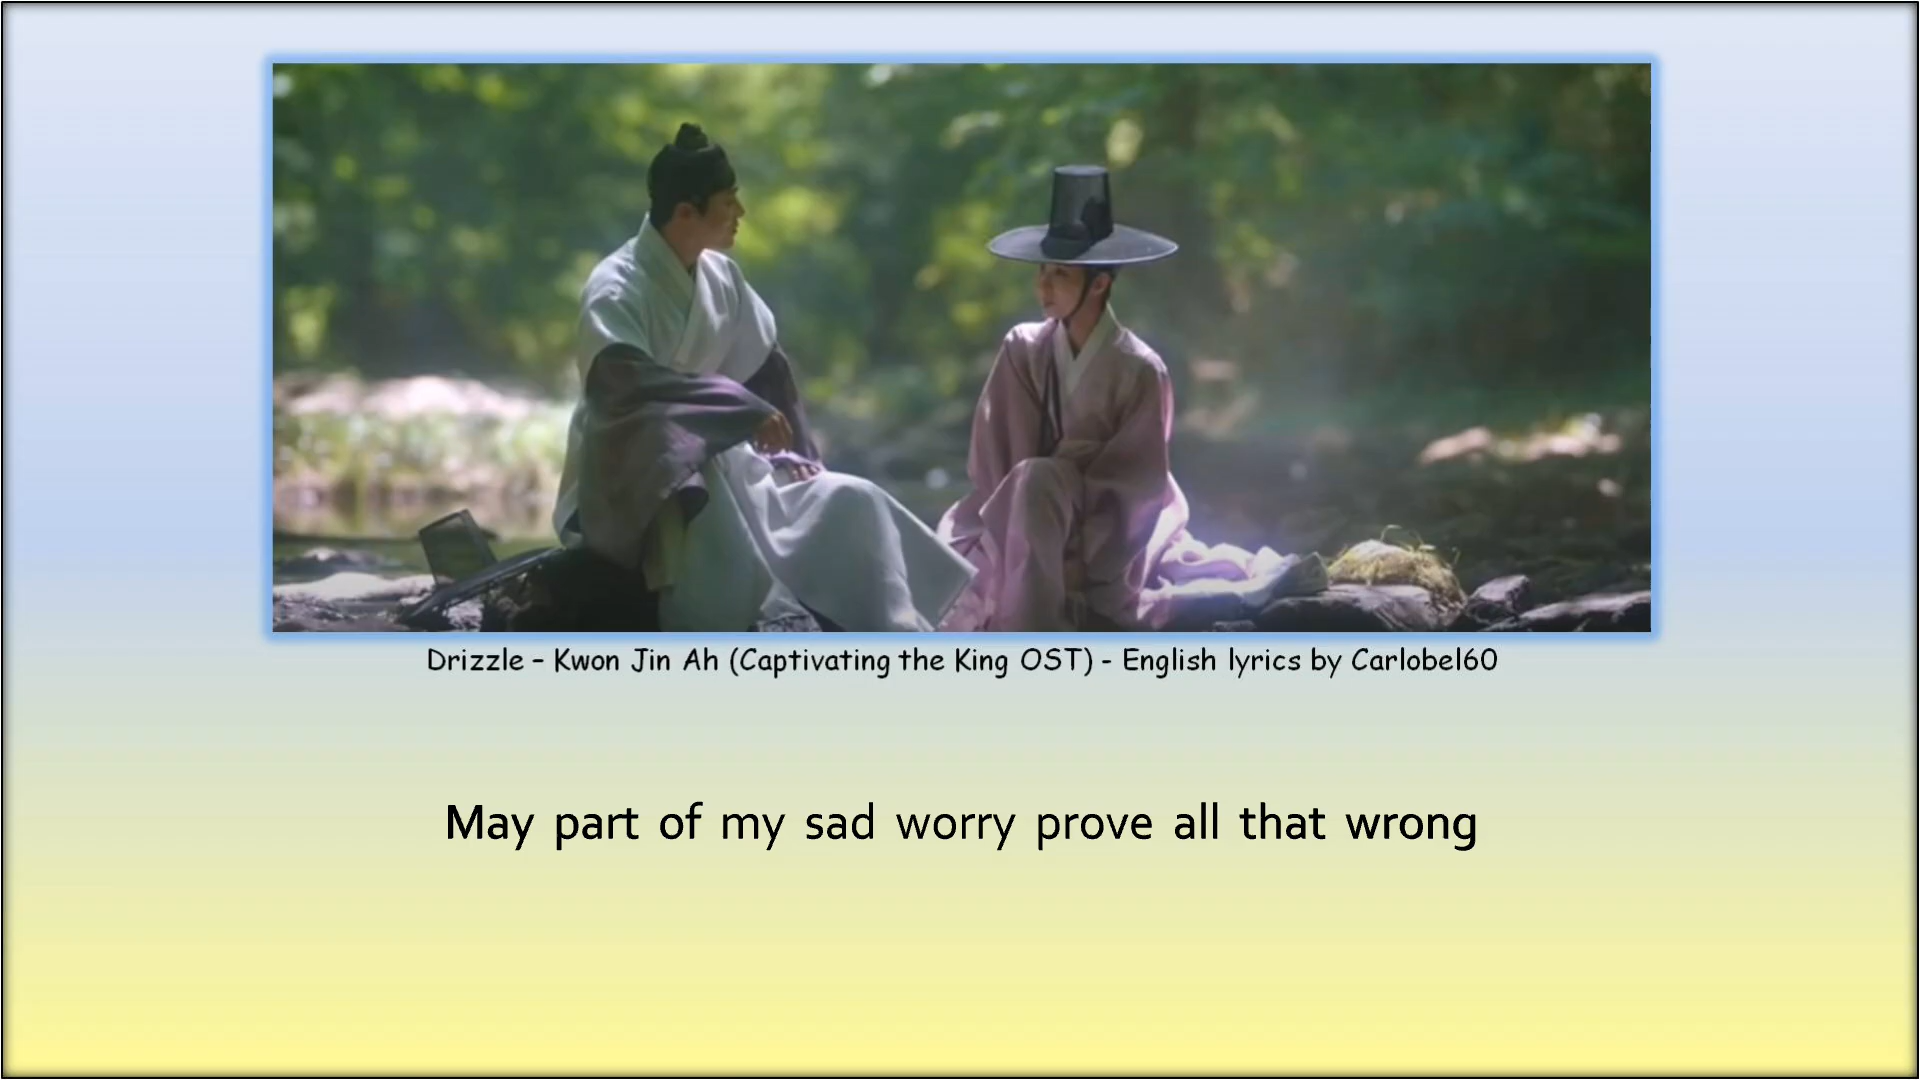 Drizzle – Kwon Jin Ah (Captivating the King OST) - English lyrics by Carlobel60
May part of my sad worry prove all that wrong